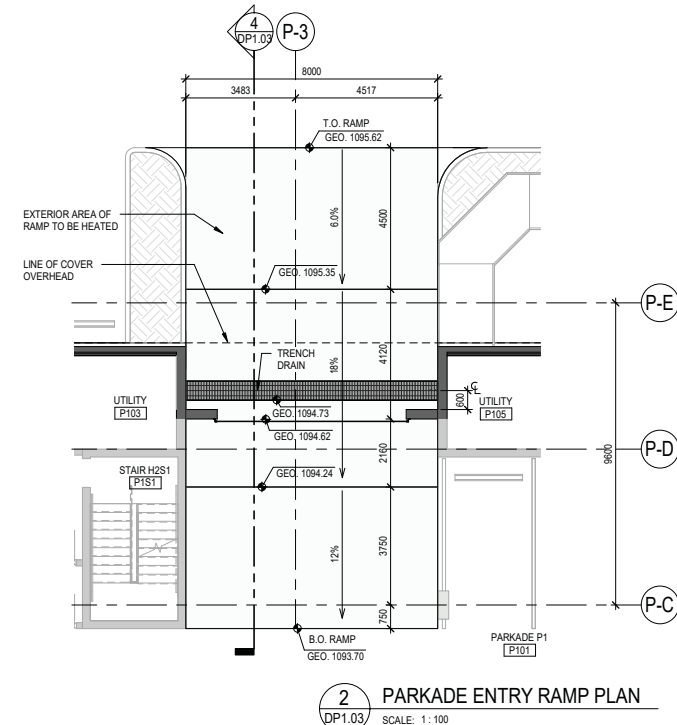 4
DP1.03
P-3
8000
3483
4517
T.O. RAMP
GEO. 1095.62
EXTERIOR AREA OF
RAMP TO BE HEATED
6.0%
4500
LINE OF COVER
OVERHEAD
GEO. 1095.35
P-E
TRENCH
DRAIN
18%
4120
℄
600
UTILITY
P103
GEO. 1094.73
UTILITY
P105
GEO. 1094.62
P-D
2160
9600
STAIR H2S1
P1S1
GEO. 1094.24
12%
3750
P-C
750
B.O. RAMP
GEO. 1093.70
PARKADE P1
P101
2
DP1.03
PARKADE ENTRY RAMP PLAN
SCALE: 1 : 100